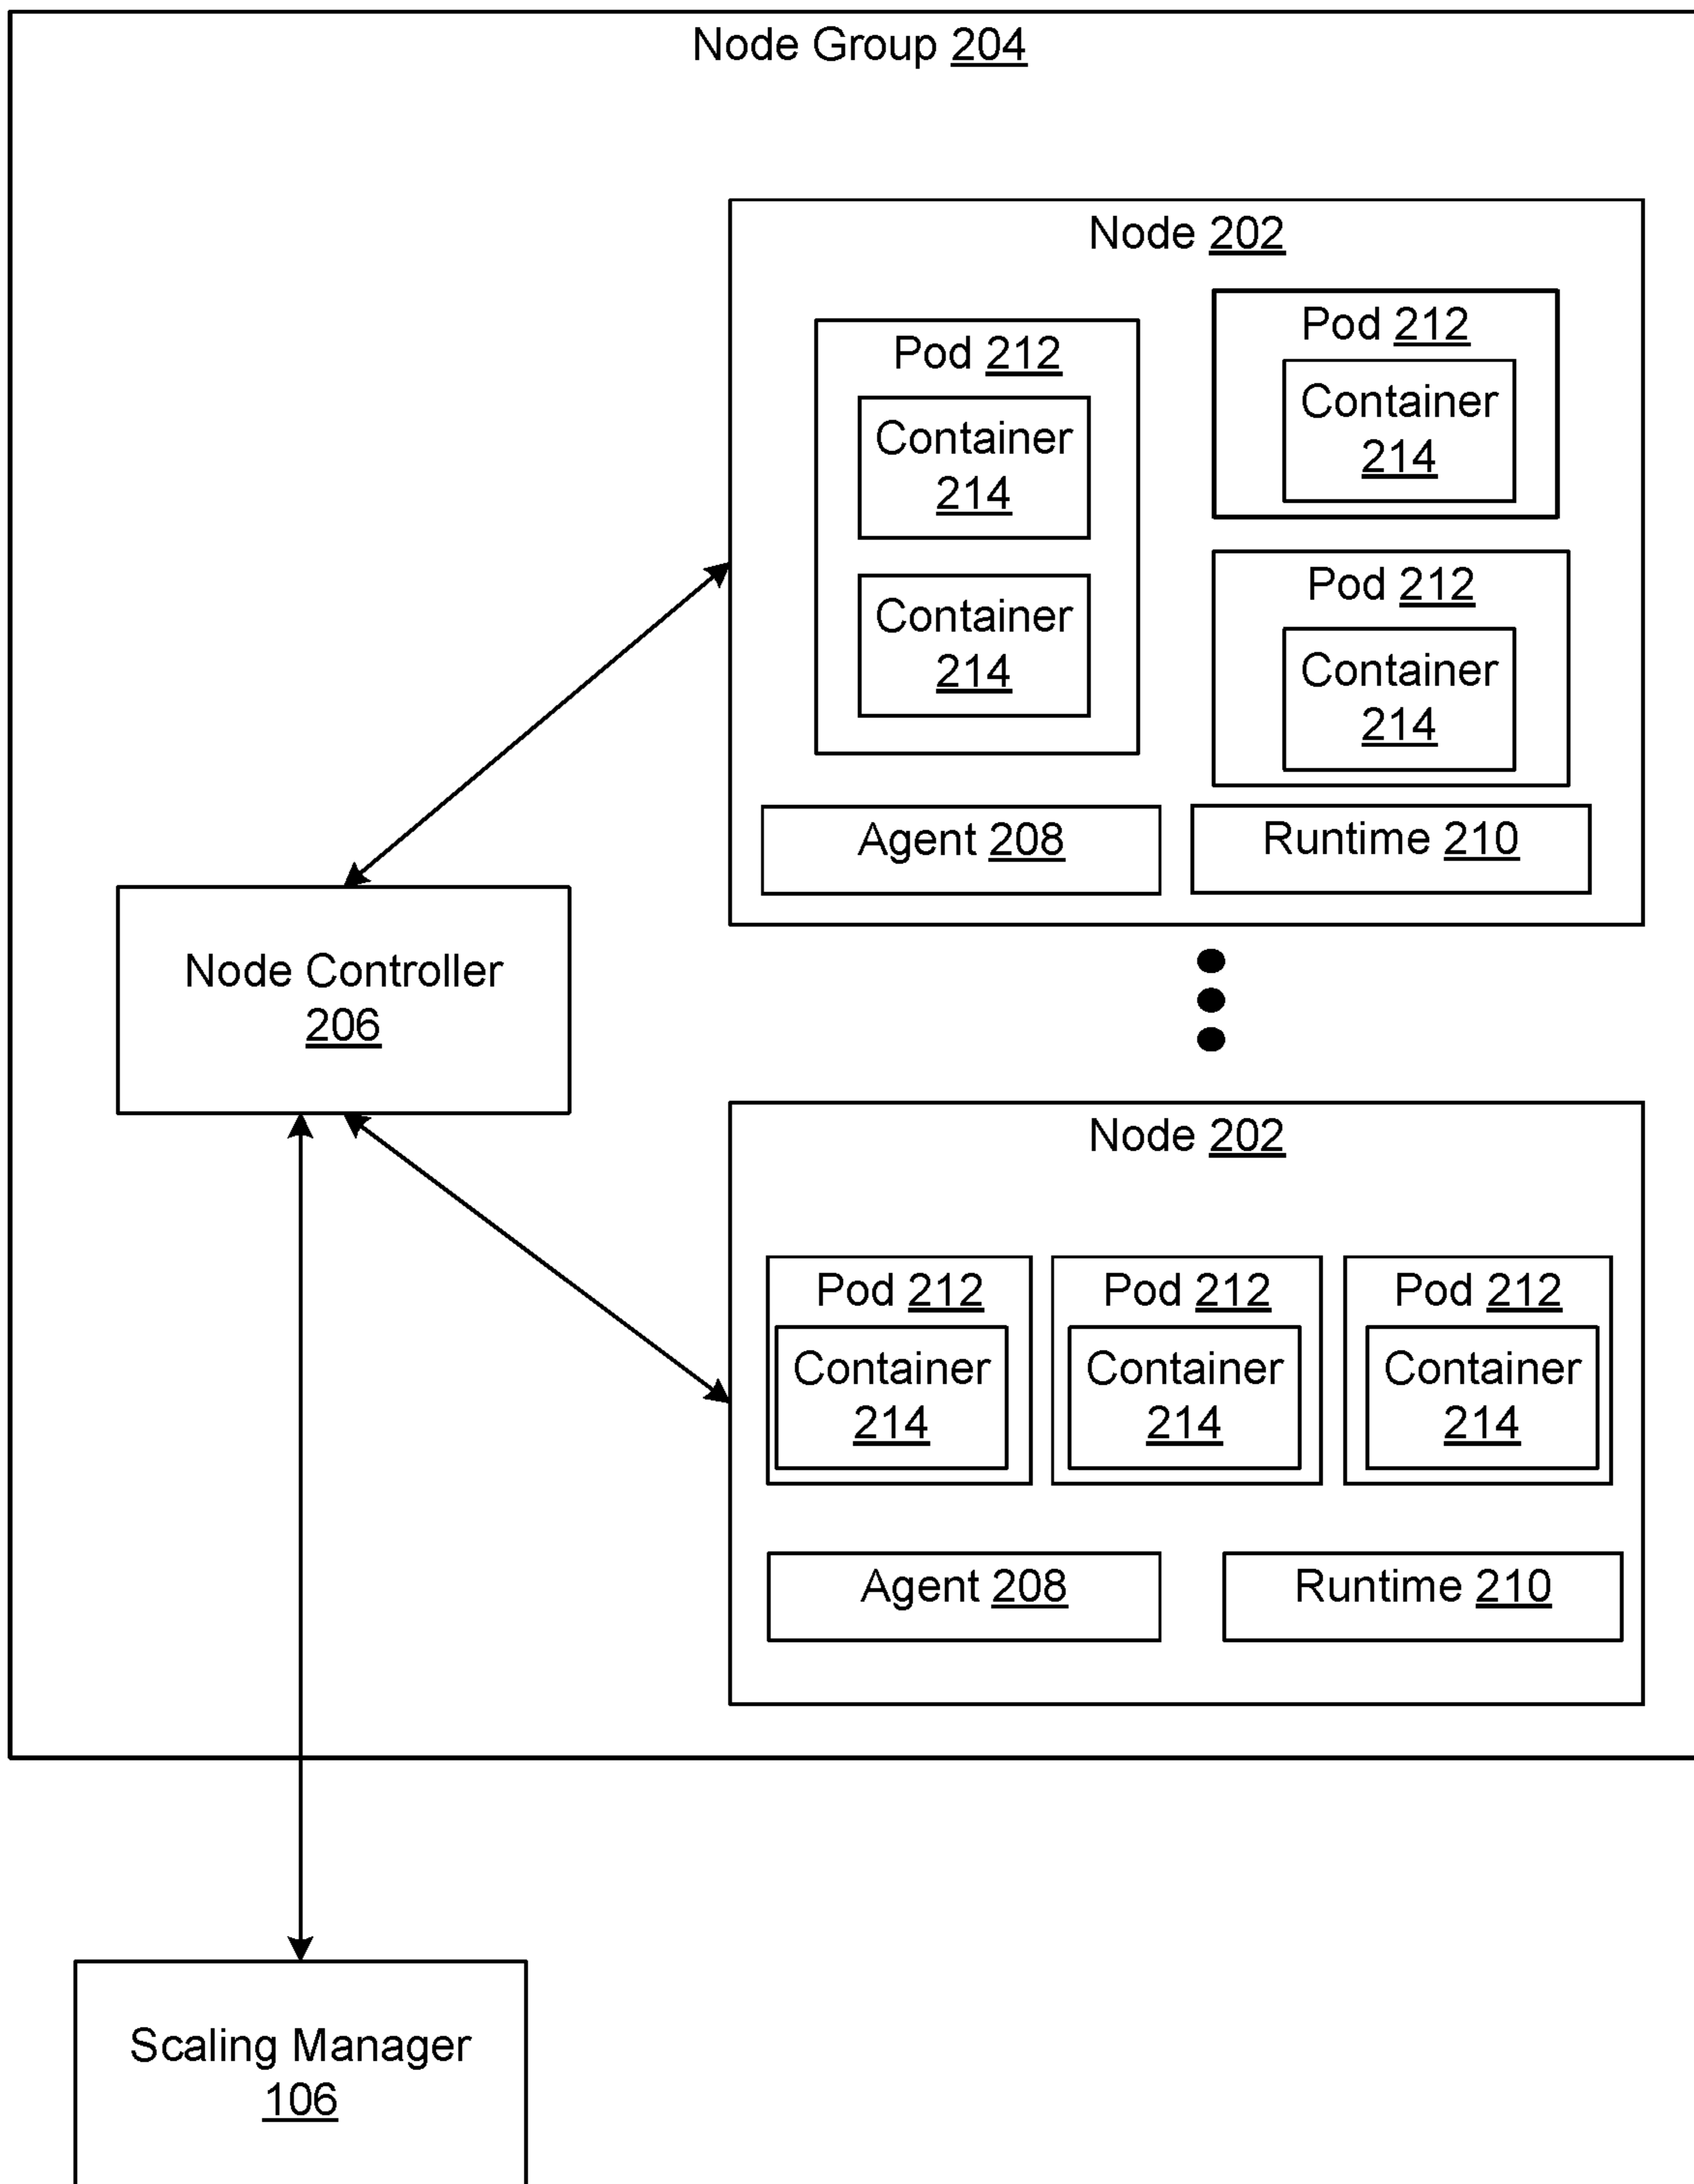 Node Group 204
Node 202
Pod 212
Container
214
Container
214
Pod 212
Container
214
Pod 212
Container
214
Agent 208
Runtime 210
Node Controller
206
Node 202
Pod 212
Container
214
Pod 212
Container
214
Pod 212
Container
214
Agent 208
Runtime 210
Scaling Manager
106